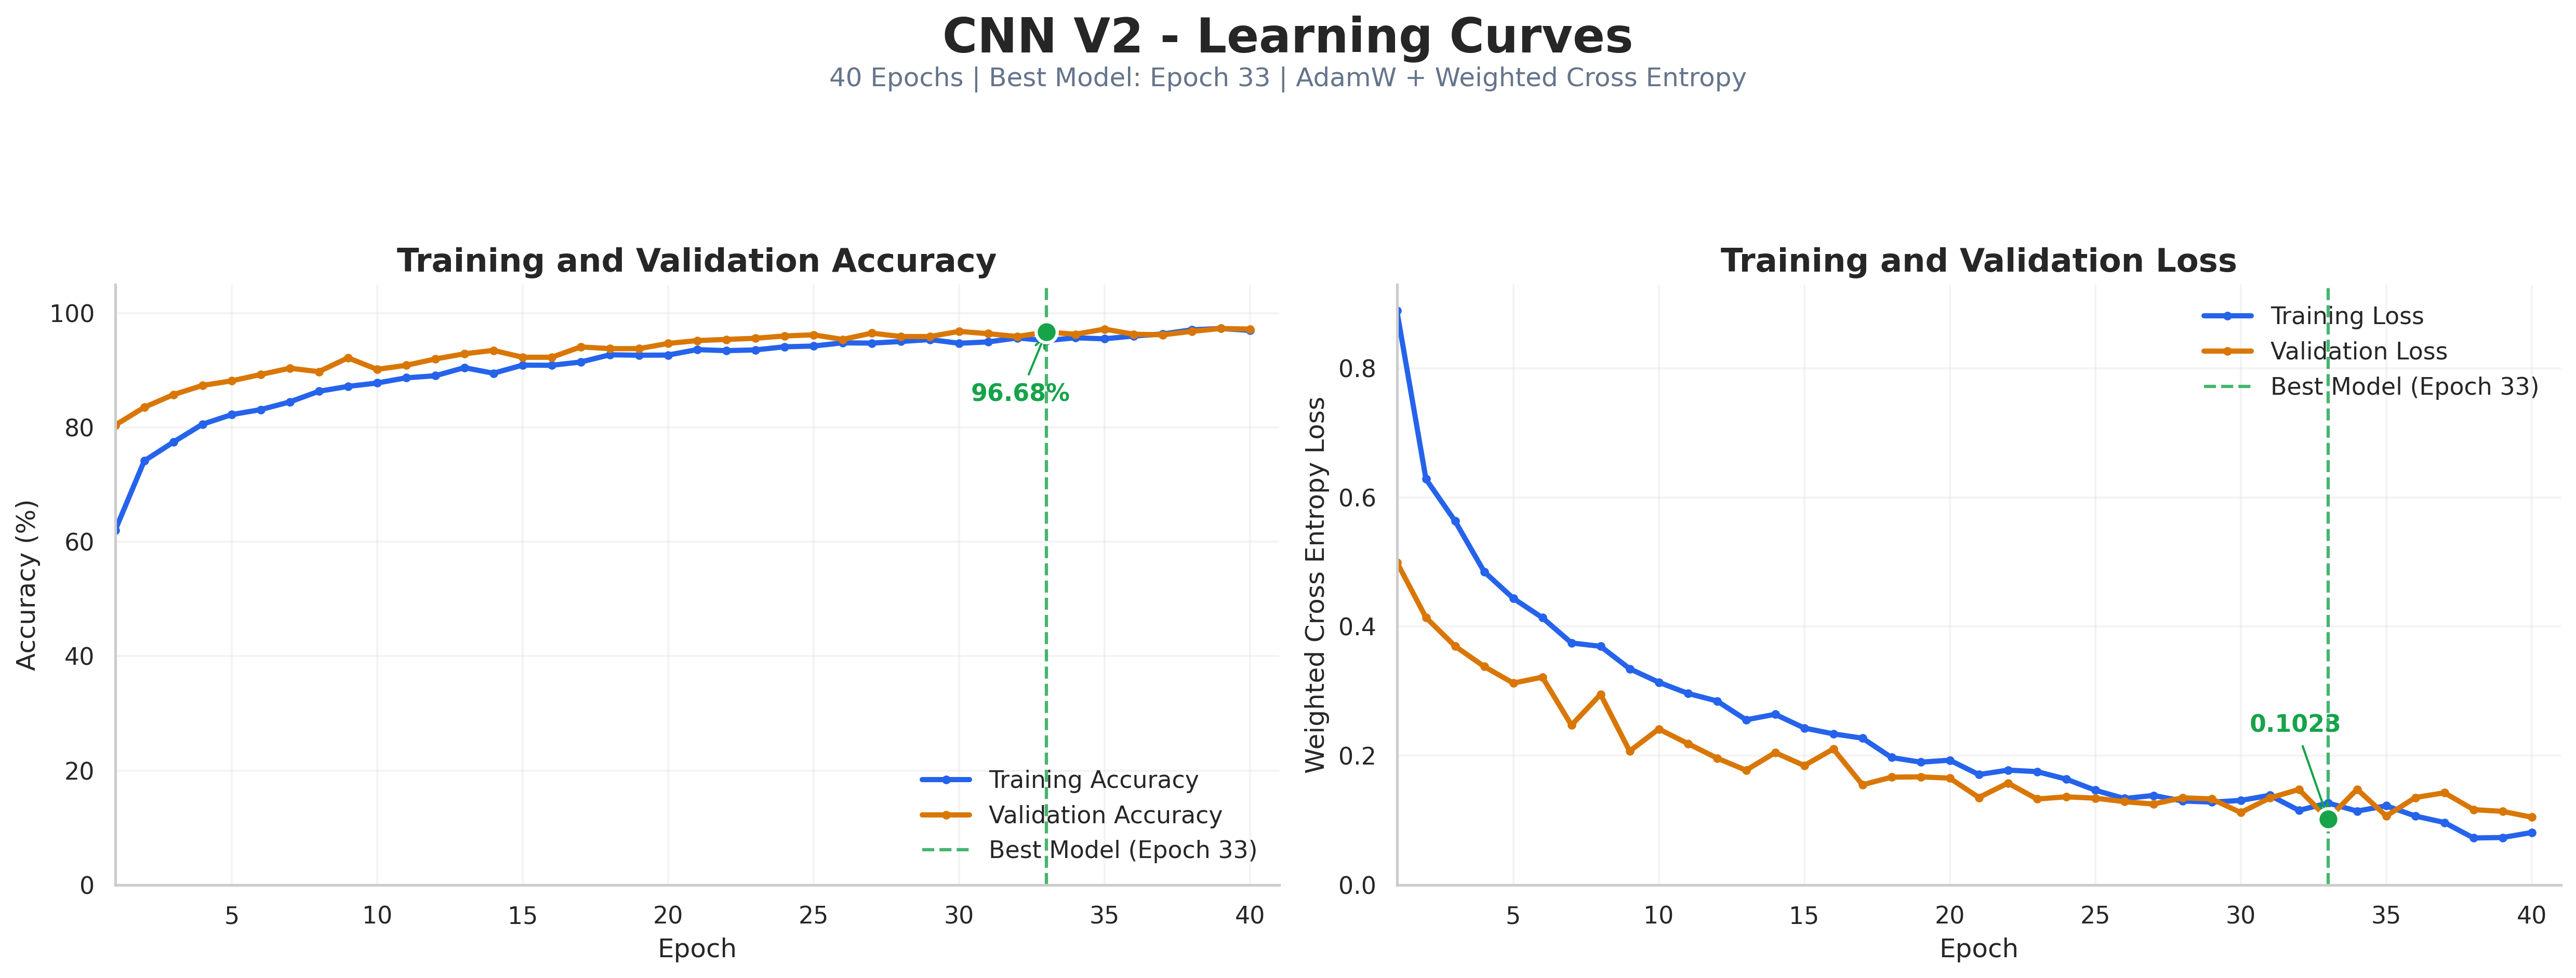 CNN V2 - Learning Curves
40 Epochs | Best Model: Epoch 33 | AdamW + Weighted Cross Entropy
Training and Validation Accuracy
100
80
60
40
20
0
Accuracy (%)
96.68%
Training Accuracy
Validation Accuracy
Best Model (Epoch 33)
5 10 15 20 25 30 35 40
Epoch
Training and Validation Loss
0.8
0.6
0.4
0.2
0.0
Weighted Cross Entropy Loss
Training Loss
Validation Loss
Best Model (Epoch 33)
0.1023
5 10 15 20 25 30 35 40
Epoch